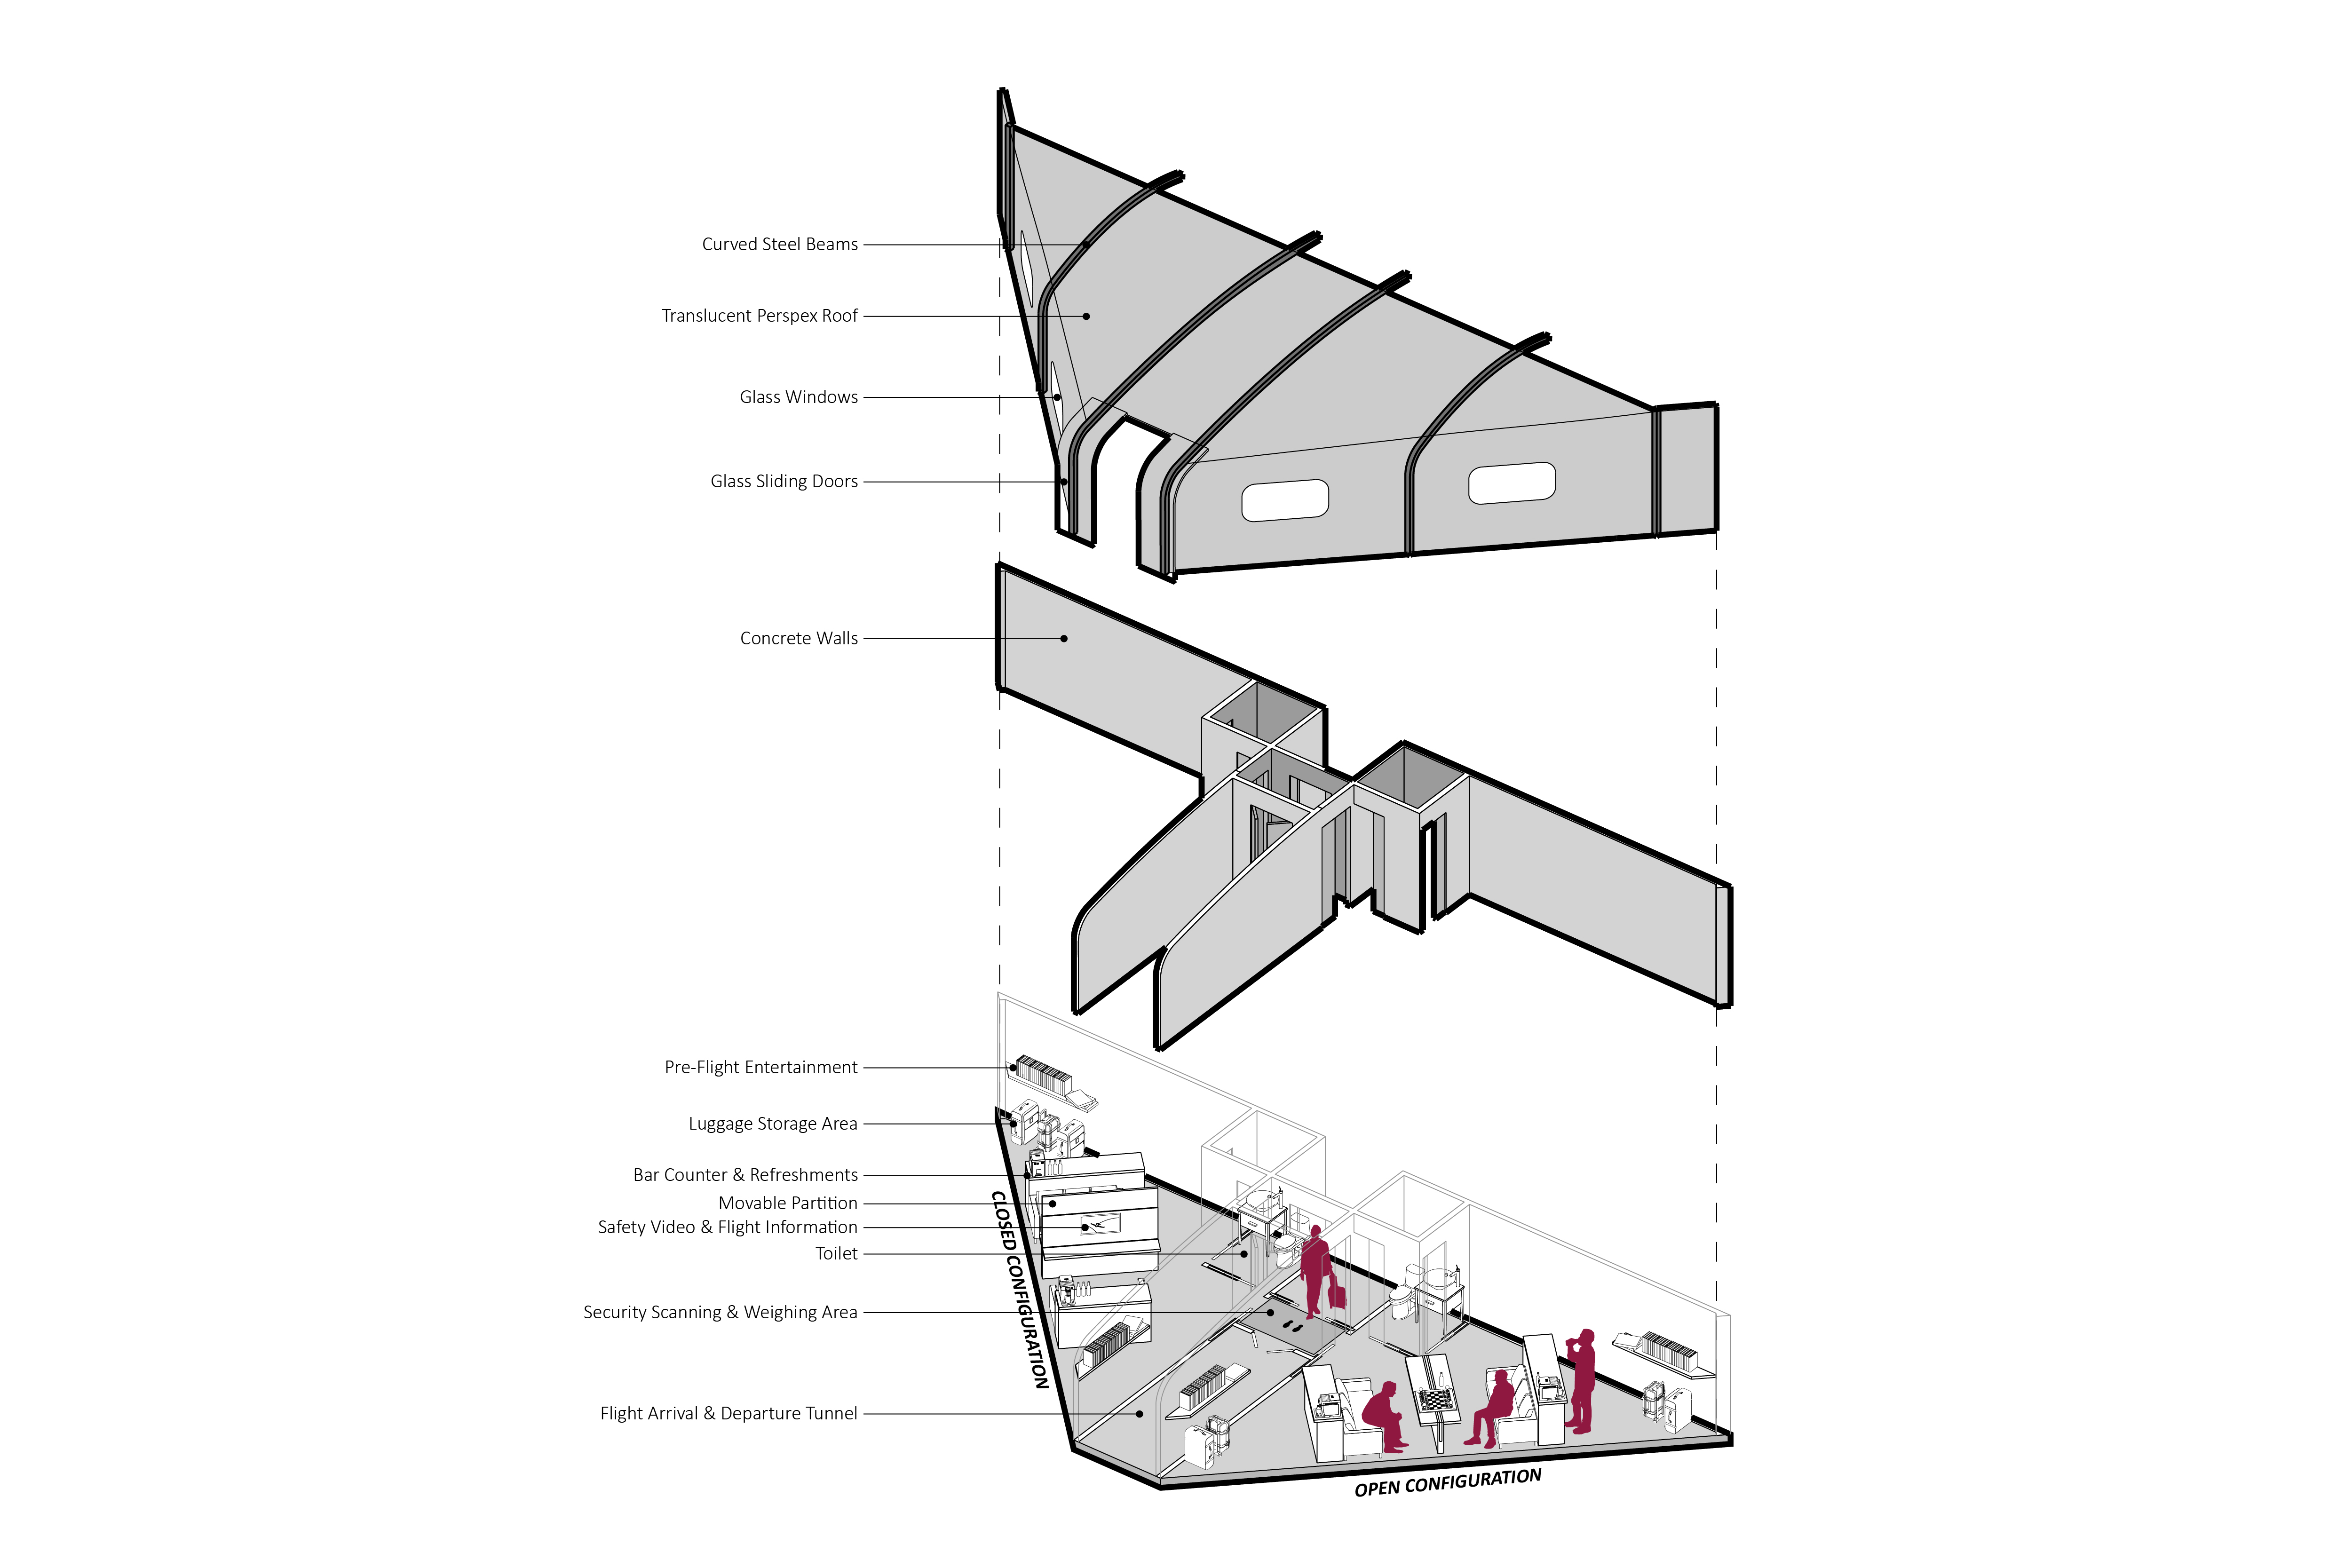 Curved Steel Beams
Translucent Perspex Roof
Glass Windows
Glass Sliding Doors
Concrete Walls
Pre-Flight Entertainment
Luggage Storage Area
Bar Counter & Refreshments
Movable Partition
Safety Video & Flight Information
Toilet
Security Scanning & Weighing Area
Flight Arrival & Departure Tunnel
CLOSED CONFIGURATION
OPEN CONFIGURATION